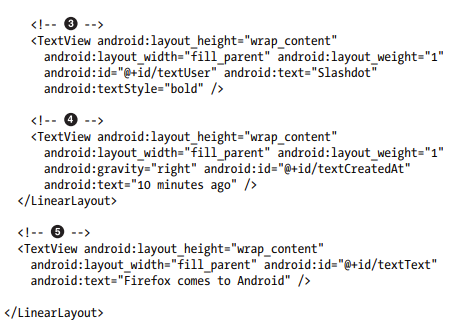 <!-- ❸ -->
<TextView android:layout_height="wrap_content"
android:layout_width="fill_parent" android:layout_weight="1"
android:id="@+id/textUser" android:text="Slashdot"
android:textStyle="bold" />
<!-- ❹ -->
<TextView android:layout_height="wrap_content"
android:layout_width="fill_parent" android:layout_weight="1"
android:gravity="right" android:id="@+id/textCreatedAt"
android:text="10 minutes ago" />
</LinearLayout>
<!-- ❺ -->
<TextView android:layout_height="wrap_content"
android:layout_width="fill_parent" android:id="@+id/textText"
android:text="Firefox comes to Android" />
</LinearLayout>